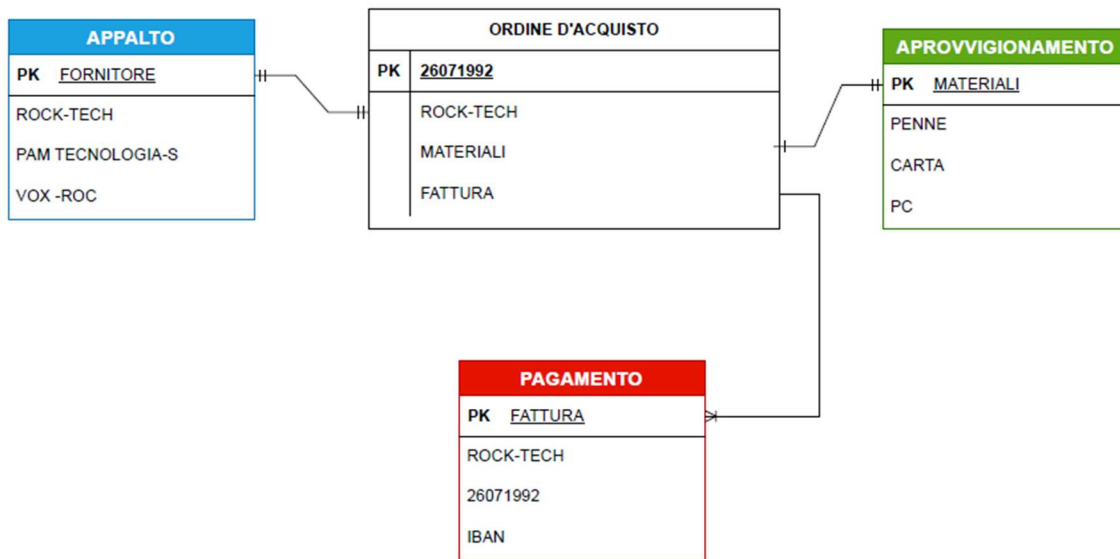 APPALTO
PK FORNITORE
ROCK-TECH
PAM TECNOLOGIA-S
VOX -ROC
ORDINE D'ACQUISTO
PK 26071992
ROCK-TECH
MATERIALI
FATTURA
APROVVIGIONAMENTO
PK MATERIALI
PENNE
CARTA
PC
PAGAMENTO
PK FATTURA
ROCK-TECH
26071992
IBAN